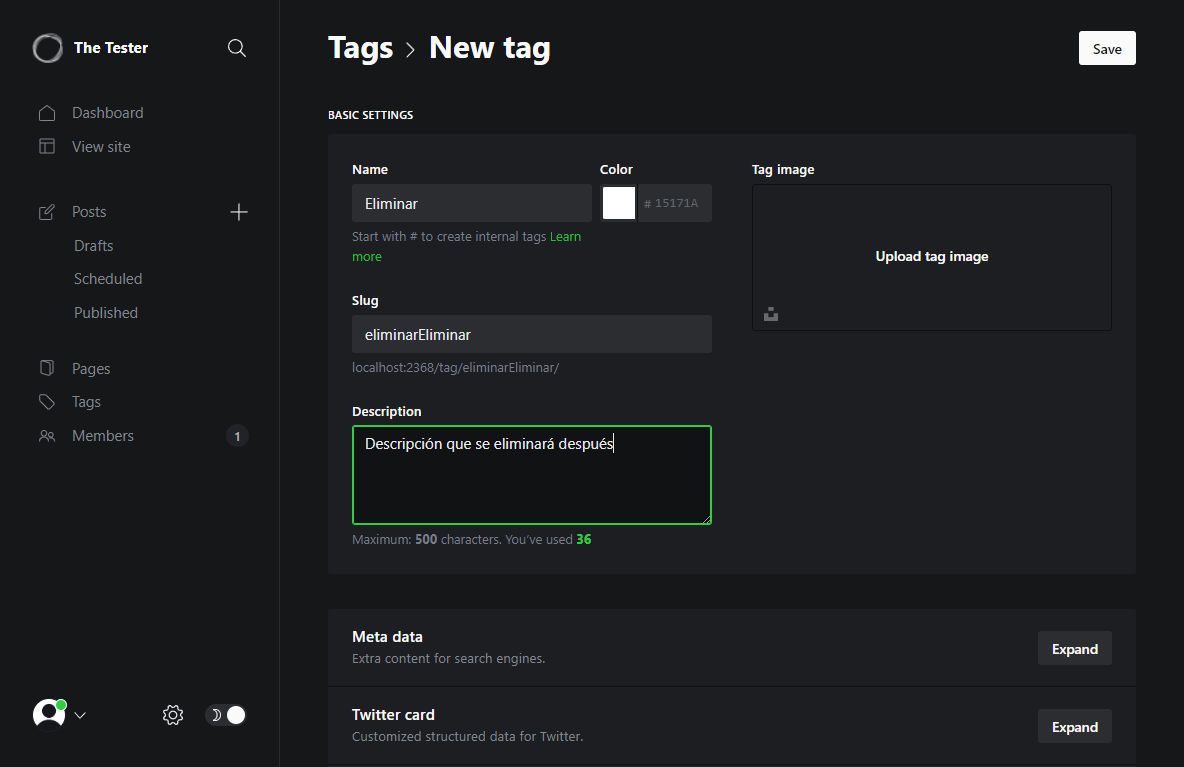 The Tester
Dashboard
View site
Posts
Drafts
Scheduled
Published
Pages
Tags
Members
1
Tags > New tag
Save
BASIC SETTINGS
Name
Eliminar
Start with # to create internal tags Learn
more
Color
# 15171A
Slug
eliminarEliminar
localhost:2368/tag/eliminarEliminar/
Description
Descripción que se eliminará después
Maximum: 500 characters. You’ve used 36
Tag image
Upload tag image
Meta data
Extra content for search engines.
Expand
Twitter card
Customized structured data for Twitter.
Expand